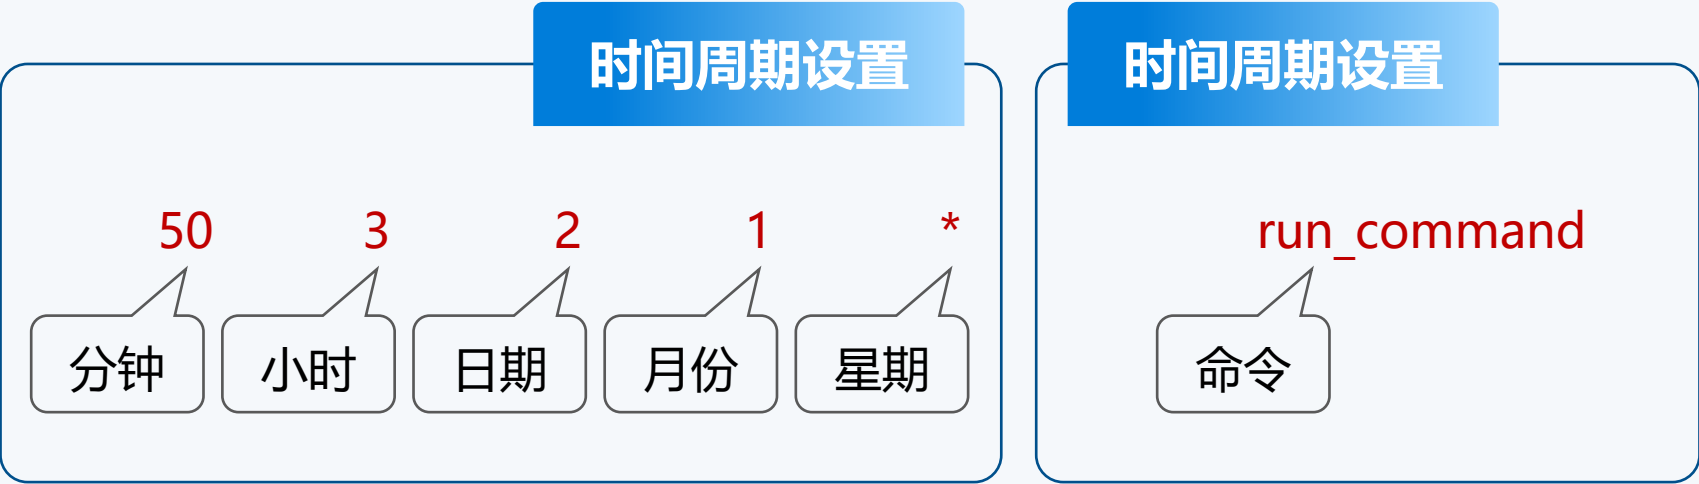 时间周期设置 时间周期设置
50 3 2 1 * run_command
分钟 小时 日期 月份 星期 命令